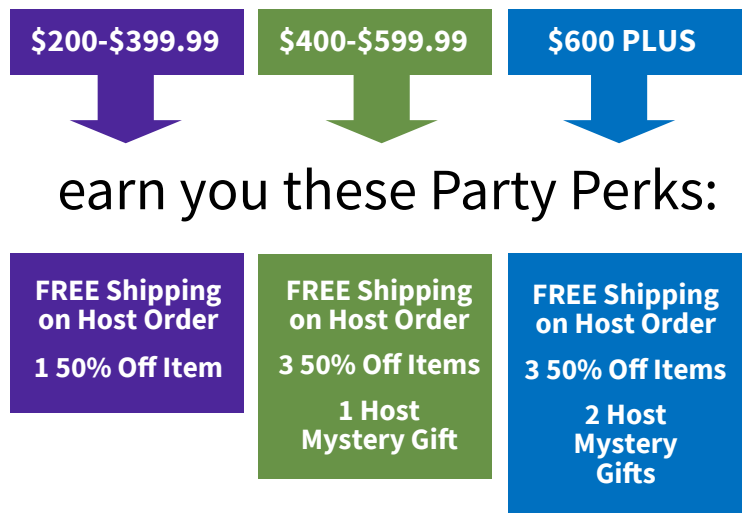 $200-$399.99
$400-$599.99
$600 PLUS
earn you these Party Perks:
FREE Shipping
on Host Order
1 50% Off Item
FREE Shipping
on Host Order
3 50% Off Items
1 Host
Mystery Gift
FREE Shipping
on Host Order
3 50% Off Items
2 Host
Mystery
Gifts